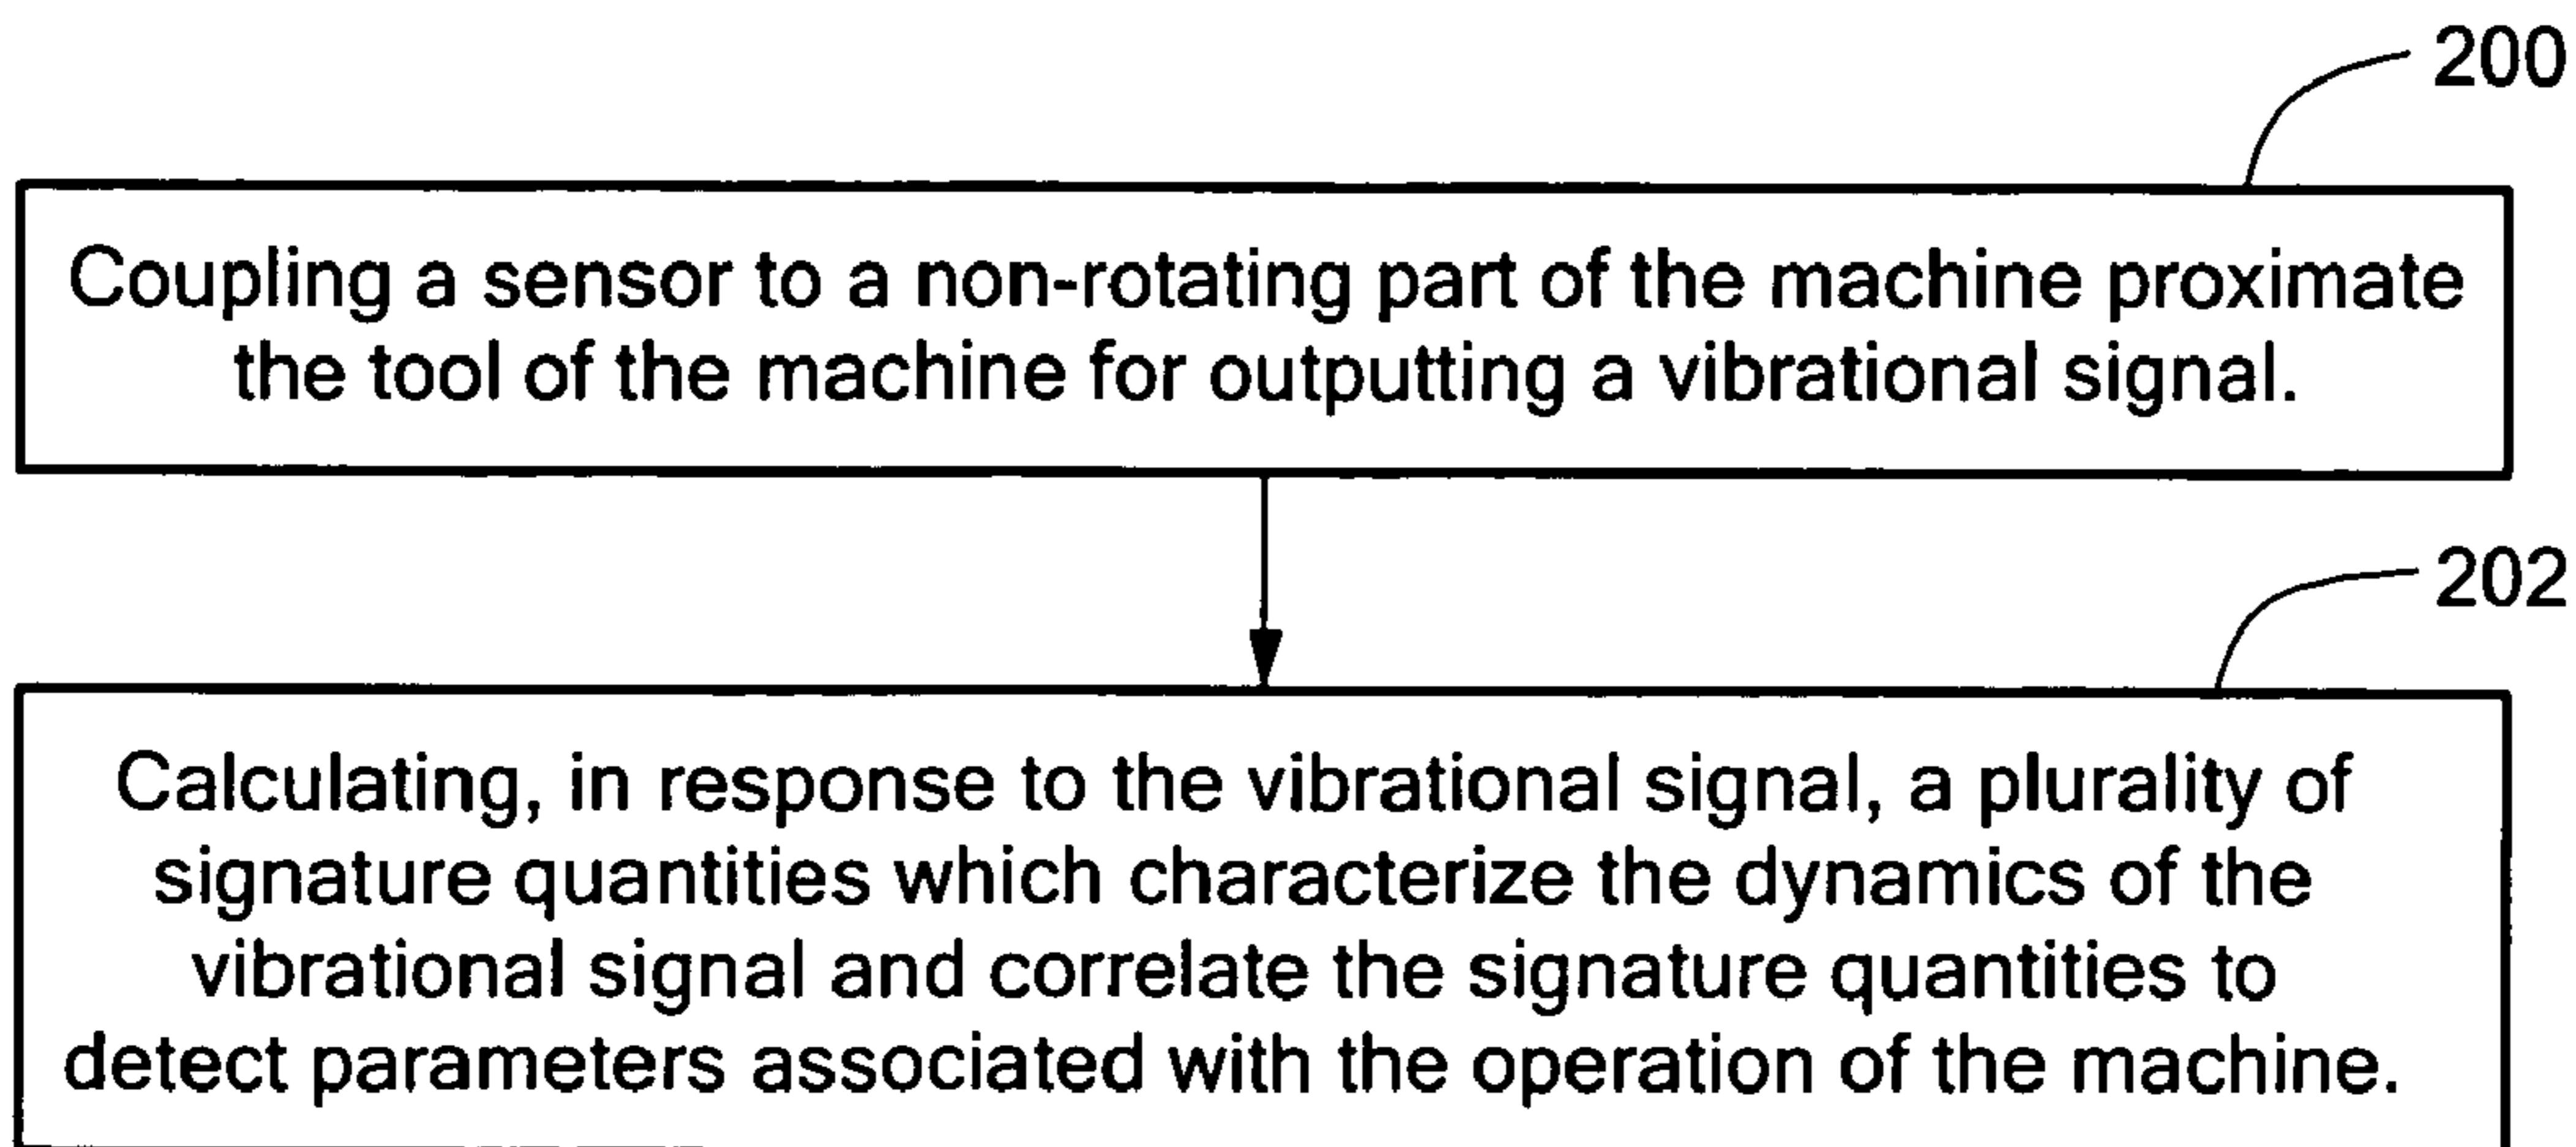 200
Coupling a sensor to a non-rotating part of the machine proximate
the tool of the machine for outputting a vibrational signal.
202
Calculating, in response to the vibrational signal, a plurality of
signature quantities which characterize the dynamics of the
vibrational signal and correlate the signature quantities to
detect parameters associated with the operation of the machine.